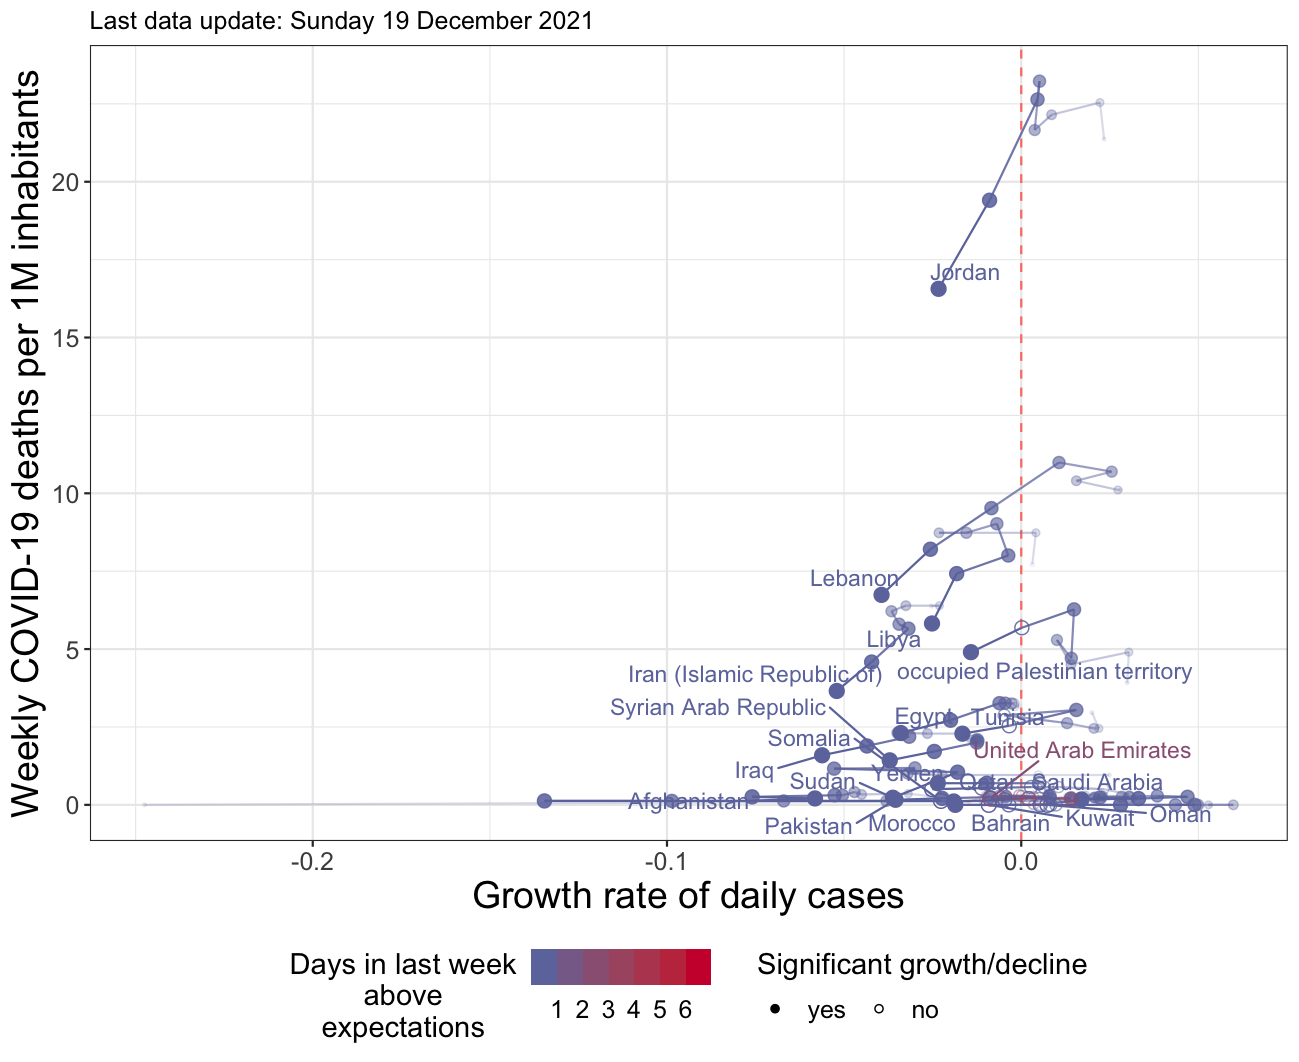 Last data update: Sunday 19 December 2021
Weekly COVID-19 deaths per 1M inhabitants
20
15
10
5
0
Jordan
Lebanon
Libya
Iran (Islamic Republic of)
occupied Palestinian territory
Syrian Arab Republic
Egypt
Tunisia
Somalia
United Arab Emirates
Iraq
Sudan
Yemen
Qatar
Saudi Arabia
Afghanistan
Pakistan
Morocco
Bahrain
Kuwait
Oman
-0.2
-0.1
0.0
Growth rate of daily cases
Days in last week
above
expectations
1 2 3 4 5 6
Significant growth/decline
yes
no